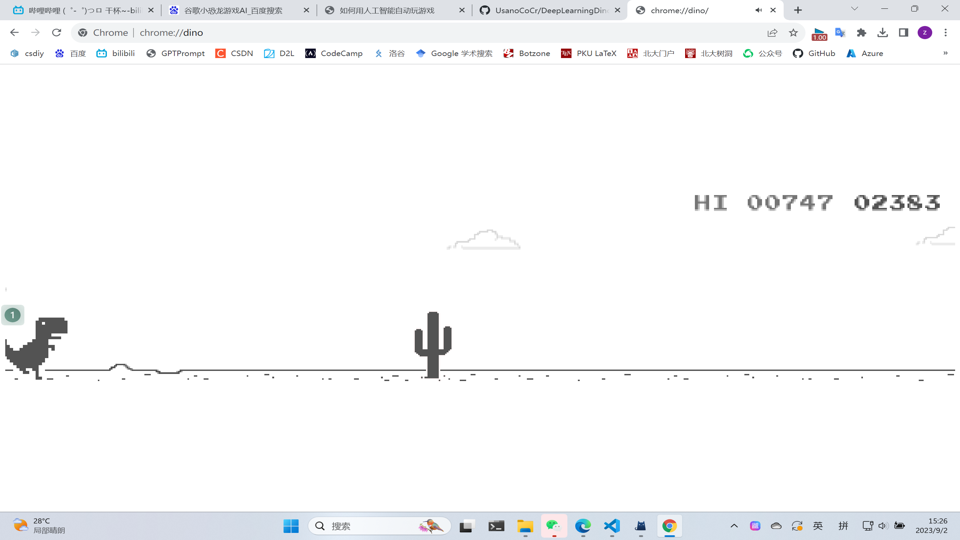 哔哩哔哩 (゜-゜)つロ 干杯~-bili
谷歌小恐龙游戏AI_百度搜索
如何用人工智能自动玩游戏
UsanoCoCr/DeepLearningDin
chrome://dino/
Chrome | chrome://dino
1.00
z
csdiy
百度
bilibili
GPTPrompt
CSDN
D2L
CodeCamp
洛谷
Google 学术搜索
Botzone
PKU LaTeX
北大门户
北大树洞
公众号
GitHub
Azure
»
HI 00747 02383
1
28°C
局部晴朗
搜索
英
拼
15:26
2023/9/2